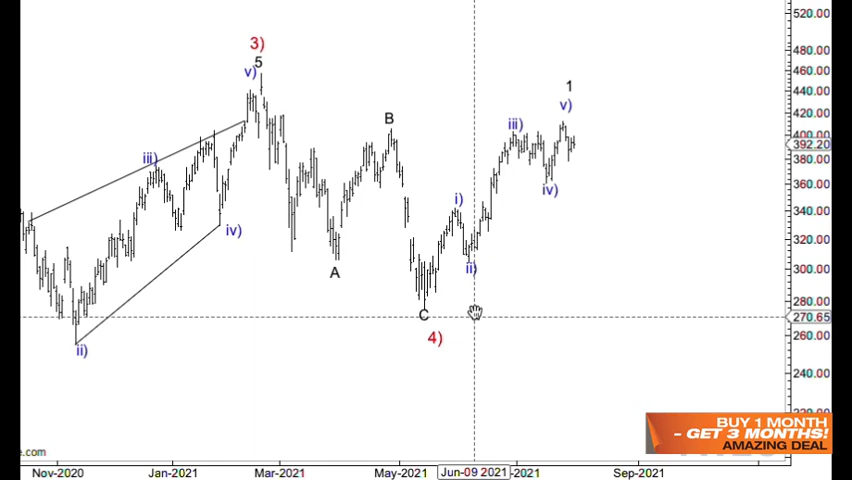 520.00
480.00
460.00
440.00
420.00
400.00
392.20
380.00
360.00
340.00
320.00
300.00
280.00
270.65
260.00
240.00
3)
5
v)
iii)
iv)
ii)
A
B
C
4)
i)
ii)
iii)
iv)
1
v)
BUY 1 MONTH
- GET 3 MONTHS!
AMAZING DEAL
e.com
Nov-2020
Jan-2021
Mar-2021
May-2021
Jun-09 2021
-2021
Sep-2021